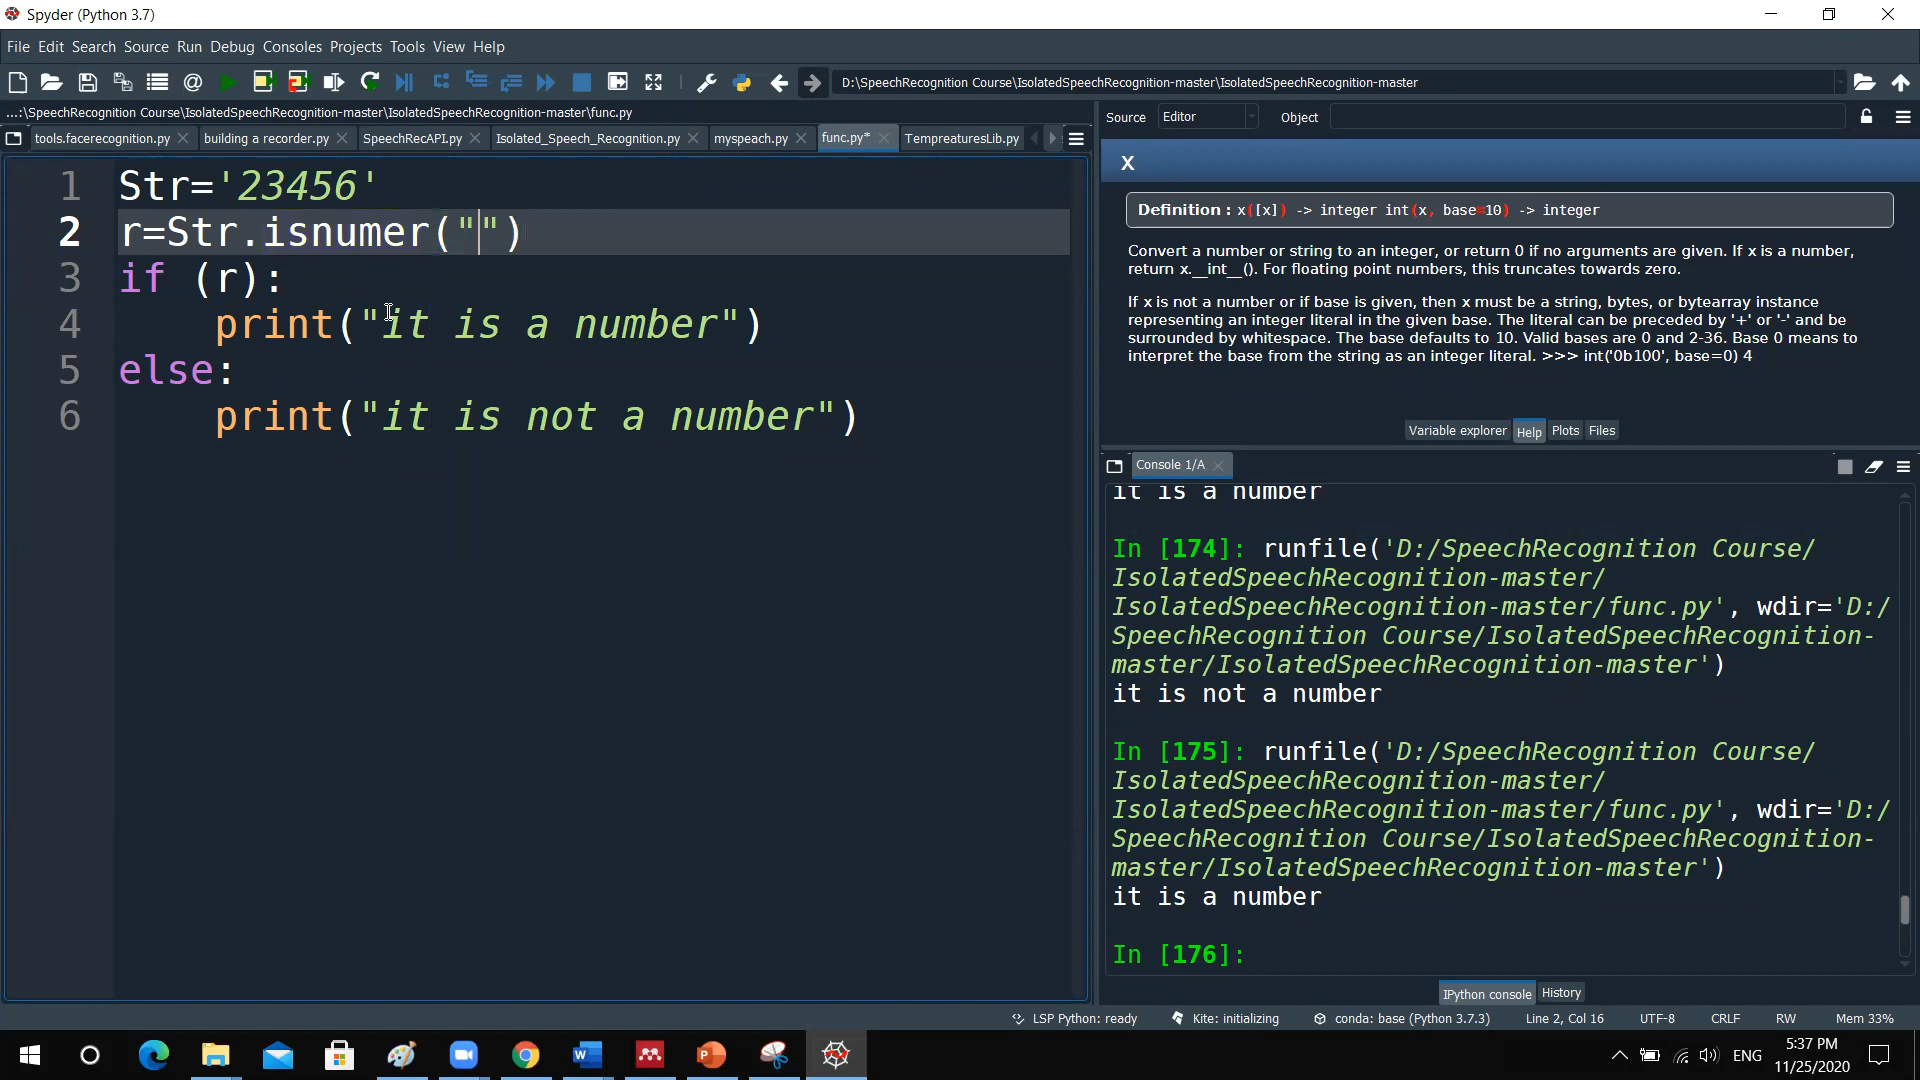 Spyder (Python 3.7)
File Edit Search Source Run Debug Consoles Projects Tools View Help
D:\SpeechRecognition Course\IsolatedSpeechRecognition-master\IsolatedSpeechRecognition-master
...:\SpeechRecognition Course\IsolatedSpeechRecognition-master\IsolatedSpeechRecognition-master\func.py
tools.facerecognition.py building a recorder.py SpeechRecAPI.py Isolated_Speech_Recognition.py myspeach.py func.py* TempreaturesLib.py
1 Str='23456'
2 r=Str.isnumer("")
3 if (r):
4 print("it is a number")
5 else:
6 print("it is not a number")
Source Editor Object
X
Definition : x([x]) -> integer int(x, base=10) -> integer
Convert a number or string to an integer, or return 0 if no arguments are given. If x is a number,
return x.__int__(). For floating point numbers, this truncates towards zero.
If x is not a number or if base is given, then x must be a string, bytes, or bytearray instance
representing an integer literal in the given base. The literal can be preceded by '+' or '-' and be
surrounded by whitespace. The base defaults to 10. Valid bases are 0 and 2-36. Base 0 means to
interpret the base from the string as an integer literal. >>> int('0b100', base=0) 4
Variable explorer Help Plots Files
Console 1/A
it is a number
In [174]: runfile('D:/SpeechRecognition Course/
IsolatedSpeechRecognition-master/
IsolatedSpeechRecognition-master/func.py', wdir='D:/
SpeechRecognition Course/IsolatedSpeechRecognition-
master/IsolatedSpeechRecognition-master')
it is not a number
In [175]: runfile('D:/SpeechRecognition Course/
IsolatedSpeechRecognition-master/
IsolatedSpeechRecognition-master/func.py', wdir='D:/
SpeechRecognition Course/IsolatedSpeechRecognition-
master/IsolatedSpeechRecognition-master')
it is a number
In [176]:
IPython console History
LSP Python: ready Kite: initializing conda: base (Python 3.7.3) Line 2, Col 16 UTF-8 CRLF RW Mem 33%
ENG
5:37 PM
11/25/2020